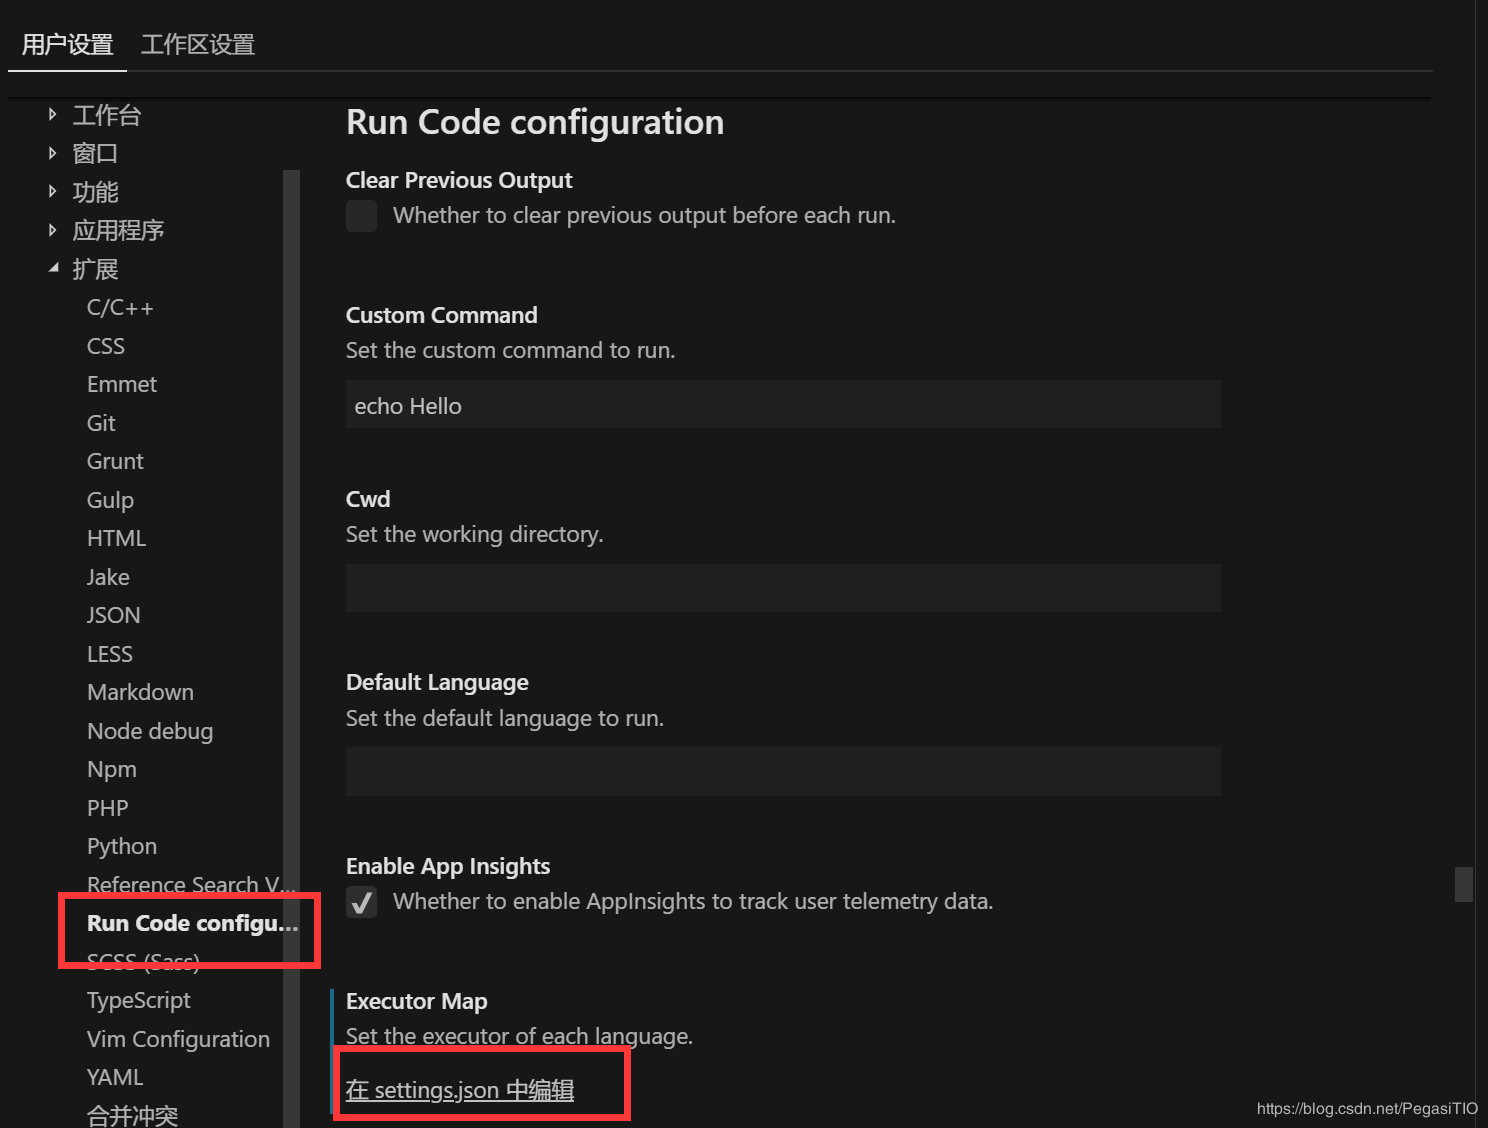 用户设置 工作区设置
工作台
窗口
功能
应用程序
扩展
C/C++
CSS
Emmet
Git
Grunt
Gulp
HTML
Jake
JSON
LESS
Markdown
Node debug
Npm
PHP
Python
Reference Search V...
Run Code configu...
SCSS (Sass)
TypeScript
Vim Configuration
YAML
合并冲突
Run Code configuration
Clear Previous Output
Whether to clear previous output before each run.
Custom Command
Set the custom command to run.
echo Hello
Cwd
Set the working directory.
Default Language
Set the default language to run.
Enable App Insights
Whether to enable AppInsights to track user telemetry data.
Executor Map
Set the executor of each language.
在 settings.json 中编辑
https://blog.csdn.net/PegasiTIO